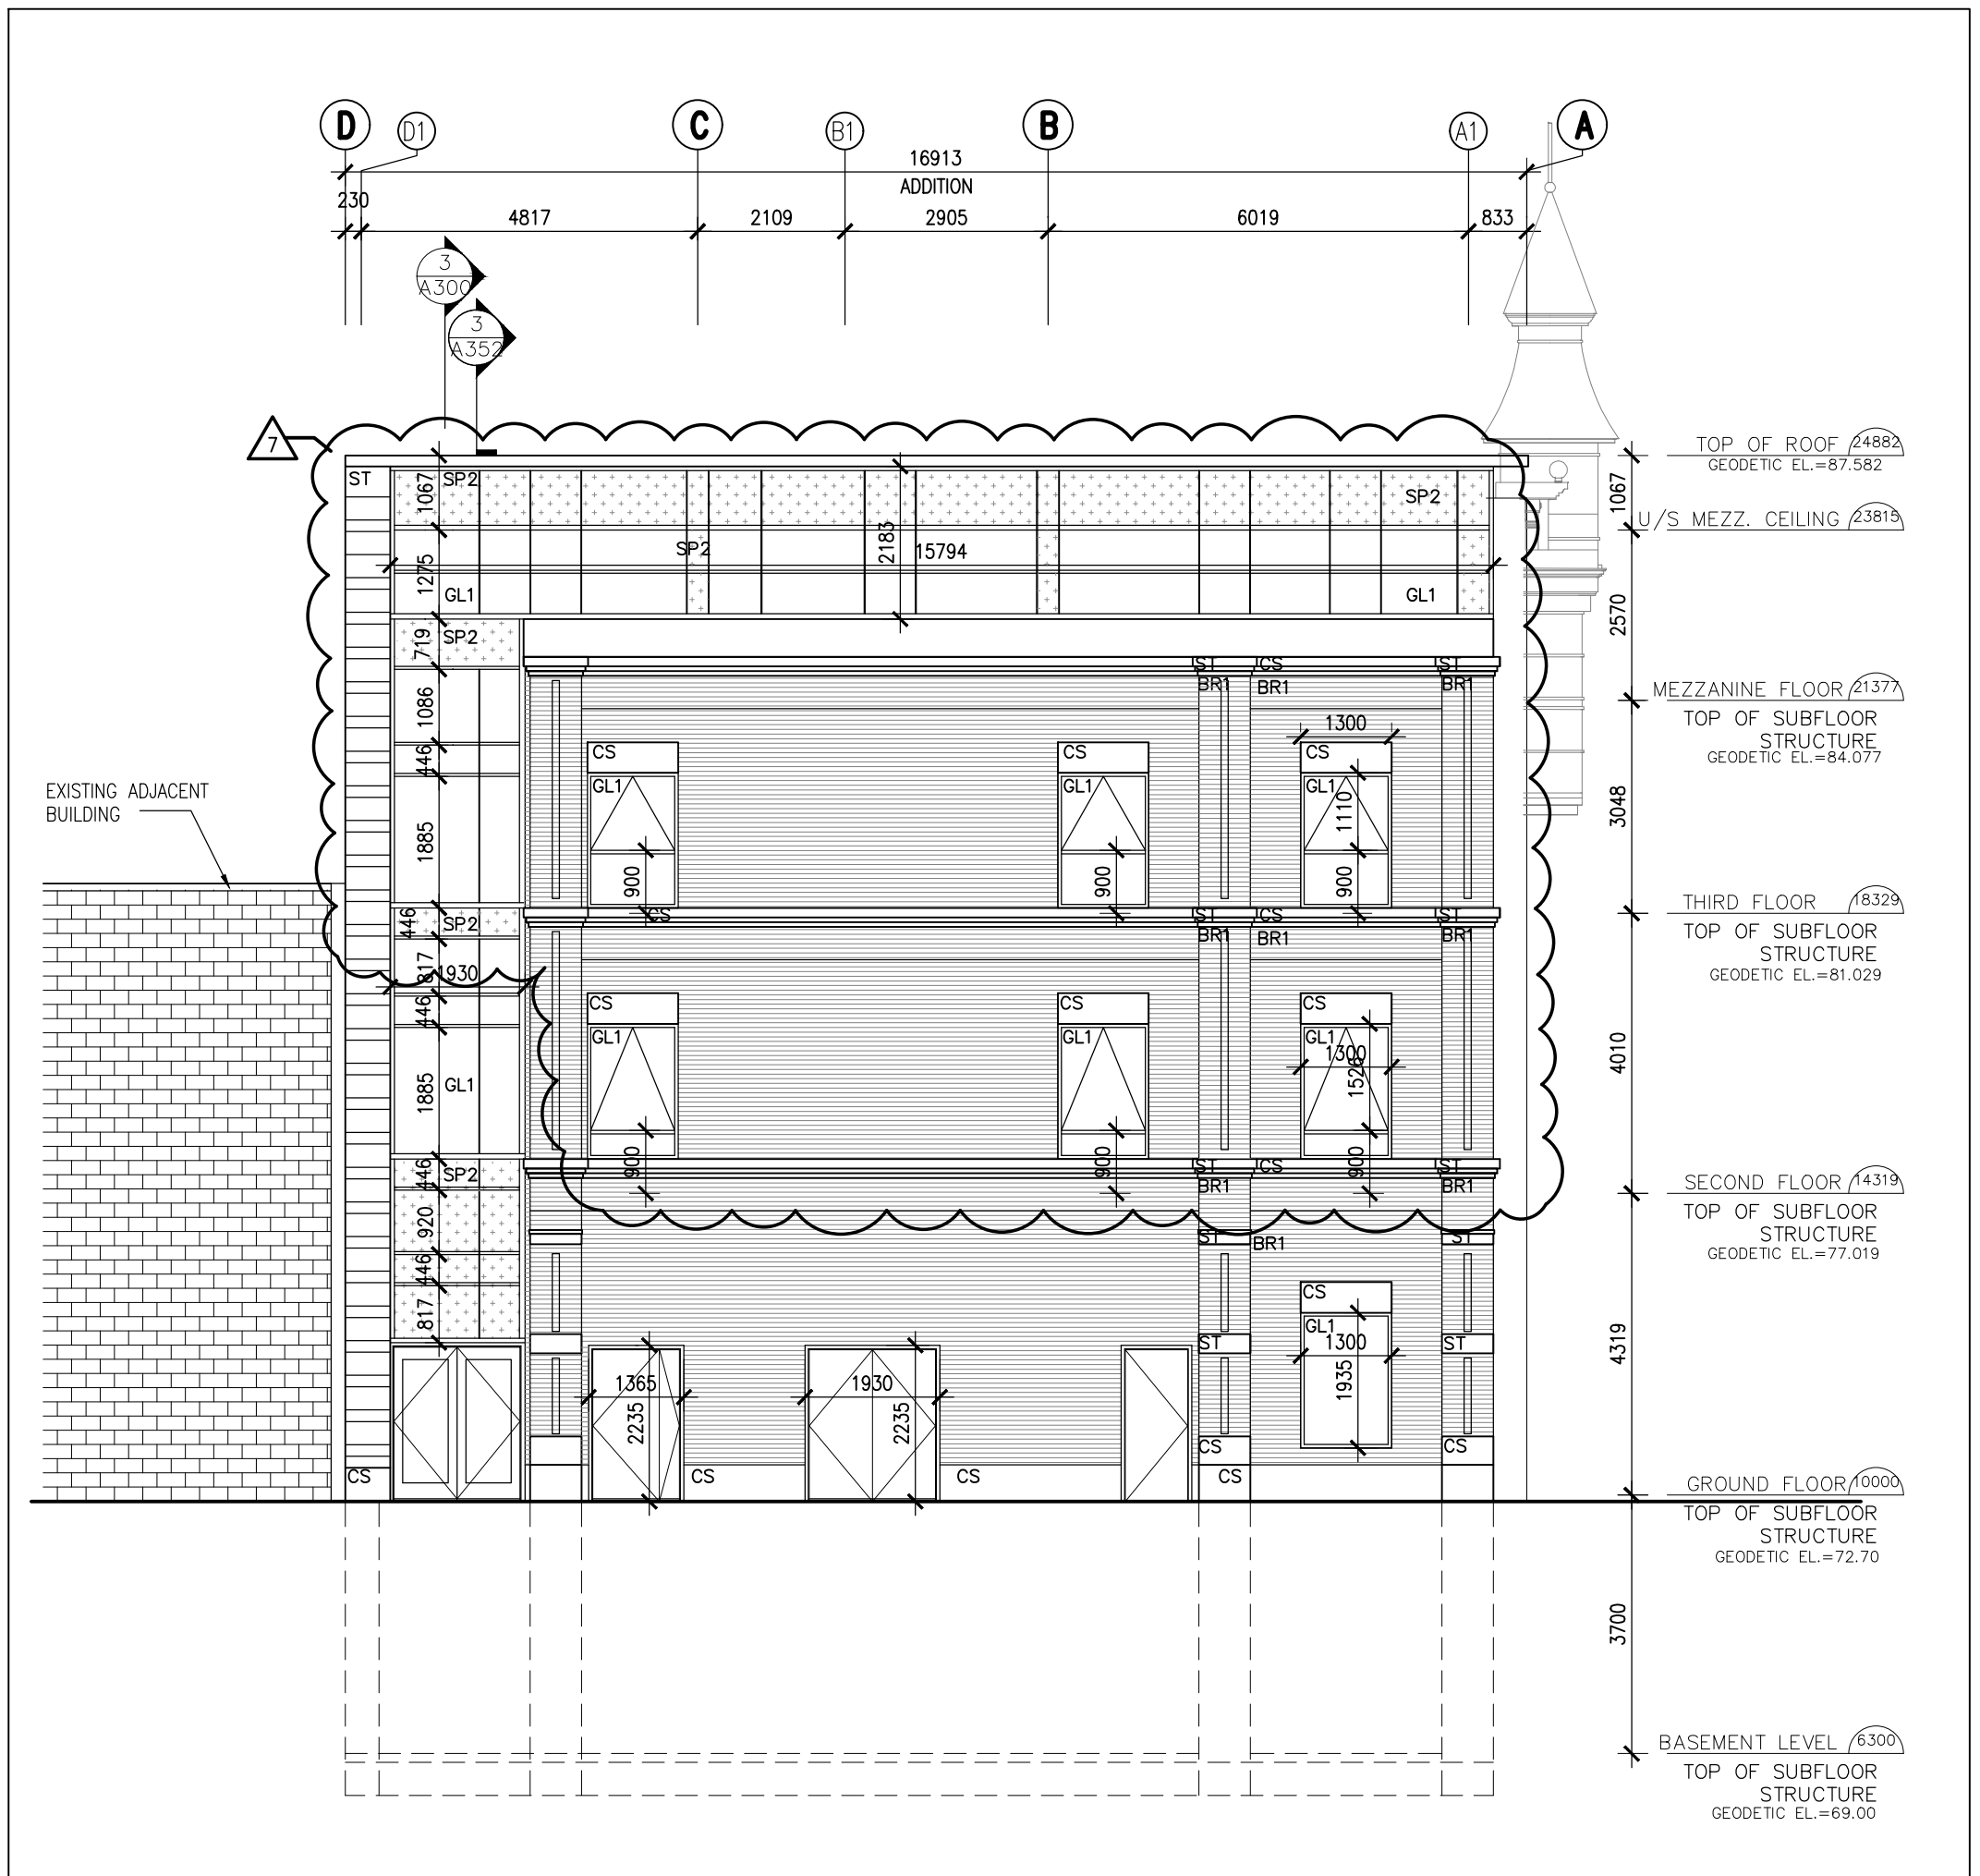 D D1 C B1 B A1 A
16913
ADDITION
230
4817 2109 2905 6019 833
3
A300
3
A352
7
TOP OF ROOF 24882
GEODETIC EL.=87.582
ST 1067 SP2 SP2 1067
U/S MEZZ. CEILING 23815
SP2 2183 15794
1275 GL1 GL1 2570
719 SP2
ST CS ST
BR1 BR1 BR1
MEZZANINE FLOOR 21377
TOP OF SUBFLOOR
STRUCTURE
GEODETIC EL.=84.077
1086 1300
446 CS CS CS
GL1 GL1 GL1
EXISTING ADJACENT
BUILDING
1110 3048
1885 900 900 900
THIRD FLOOR 18329
TOP OF SUBFLOOR
STRUCTURE
GEODETIC EL.=81.029
446 SP2 CS ST CS ST
BR1 BR1 BR1
817 1930
446 CS CS CS
GL1 GL1 GL1
1300
1526 4010
1885 GL1
900 900 900
446 SP2 ST CS ST
BR1 BR1
SECOND FLOOR 14319
TOP OF SUBFLOOR
STRUCTURE
GEODETIC EL.=77.019
920 ST BR1 ST
446 CS
817 GL1
ST 1300 ST 4319
1365 1930 1935
2235 2235
CS CS
CS CS CS CS
GROUND FLOOR 10000
TOP OF SUBFLOOR
STRUCTURE
GEODETIC EL.=72.70
3700
BASEMENT LEVEL 6300
TOP OF SUBFLOOR
STRUCTURE
GEODETIC EL.=69.00